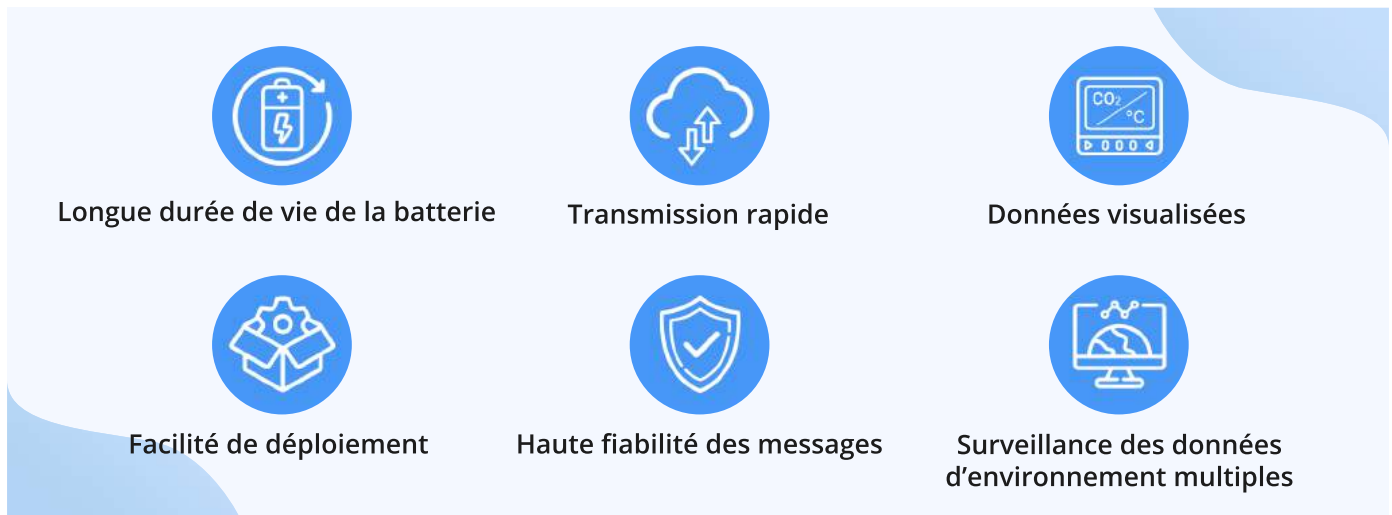 CO₂
°C
Longue durée de vie de la batterie
Transmission rapide
Données visualisées
Facilité de déploiement
Haute fiabilité des messages
Surveillance des données
d’environnement multiples